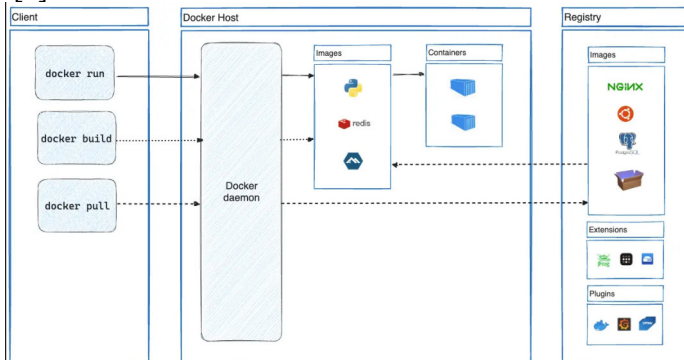 Client
docker run
docker build
docker pull
Docker Host
Docker
daemon
Images
redis
Containers
Registry
Images
NGINX
PostgreSQL
Extensions
JFrog
Plugins